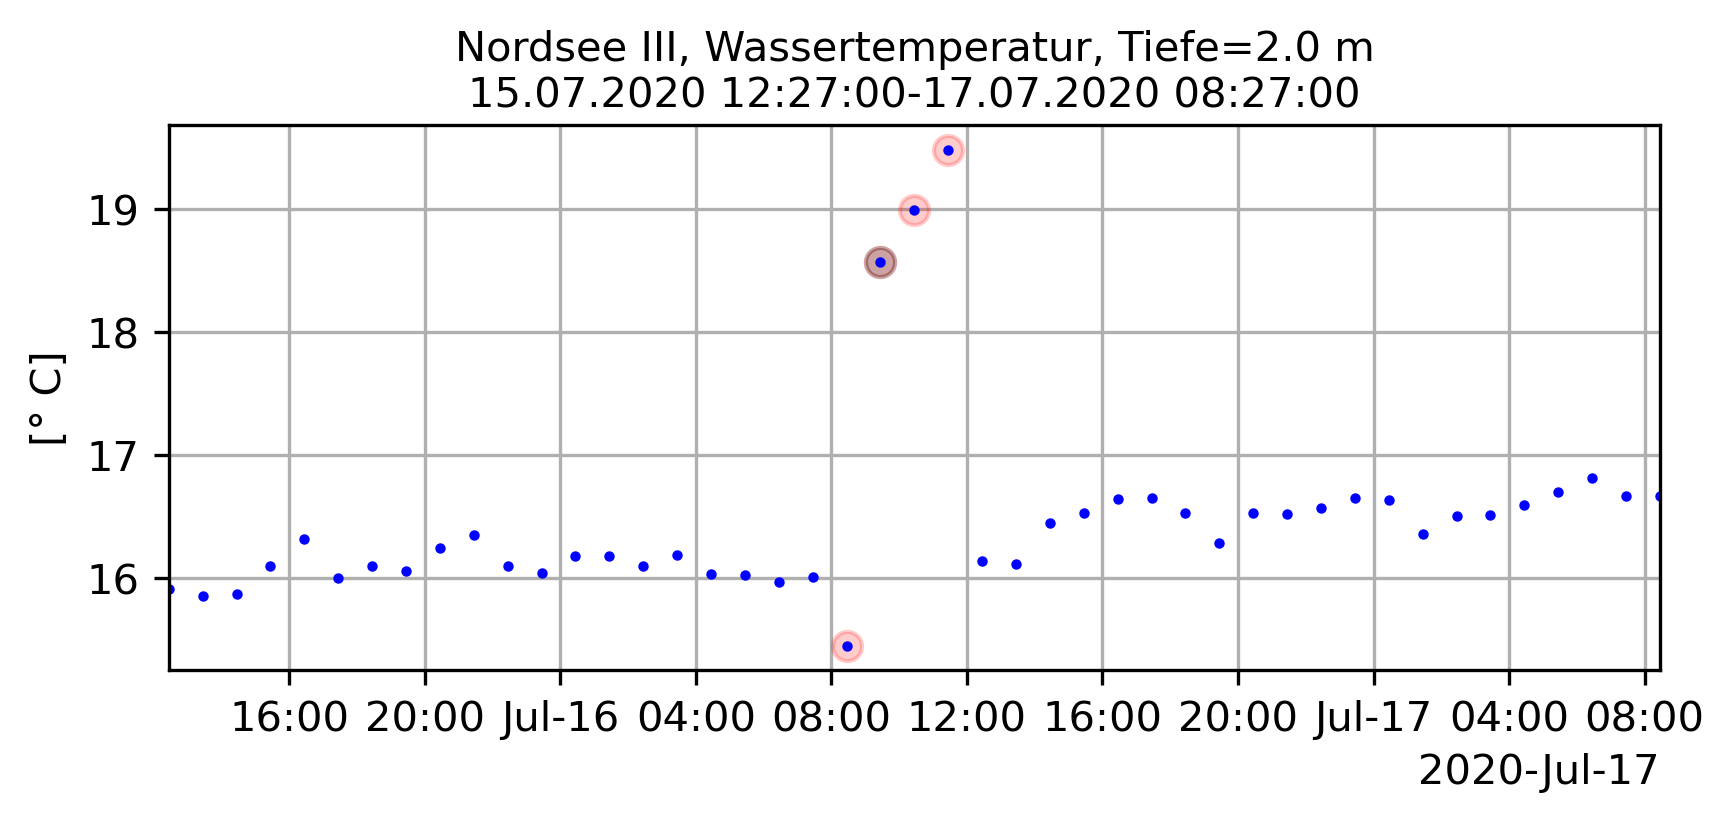 Nordsee III, Wassertemperatur, Tiefe=2.0 m
15.07.2020 12:27:00-17.07.2020 08:27:00
[° C]
19
18
17
16
16:00 20:00 Jul-16 04:00 08:00 12:00 16:00 20:00 Jul-17 04:00 08:00
2020-Jul-17